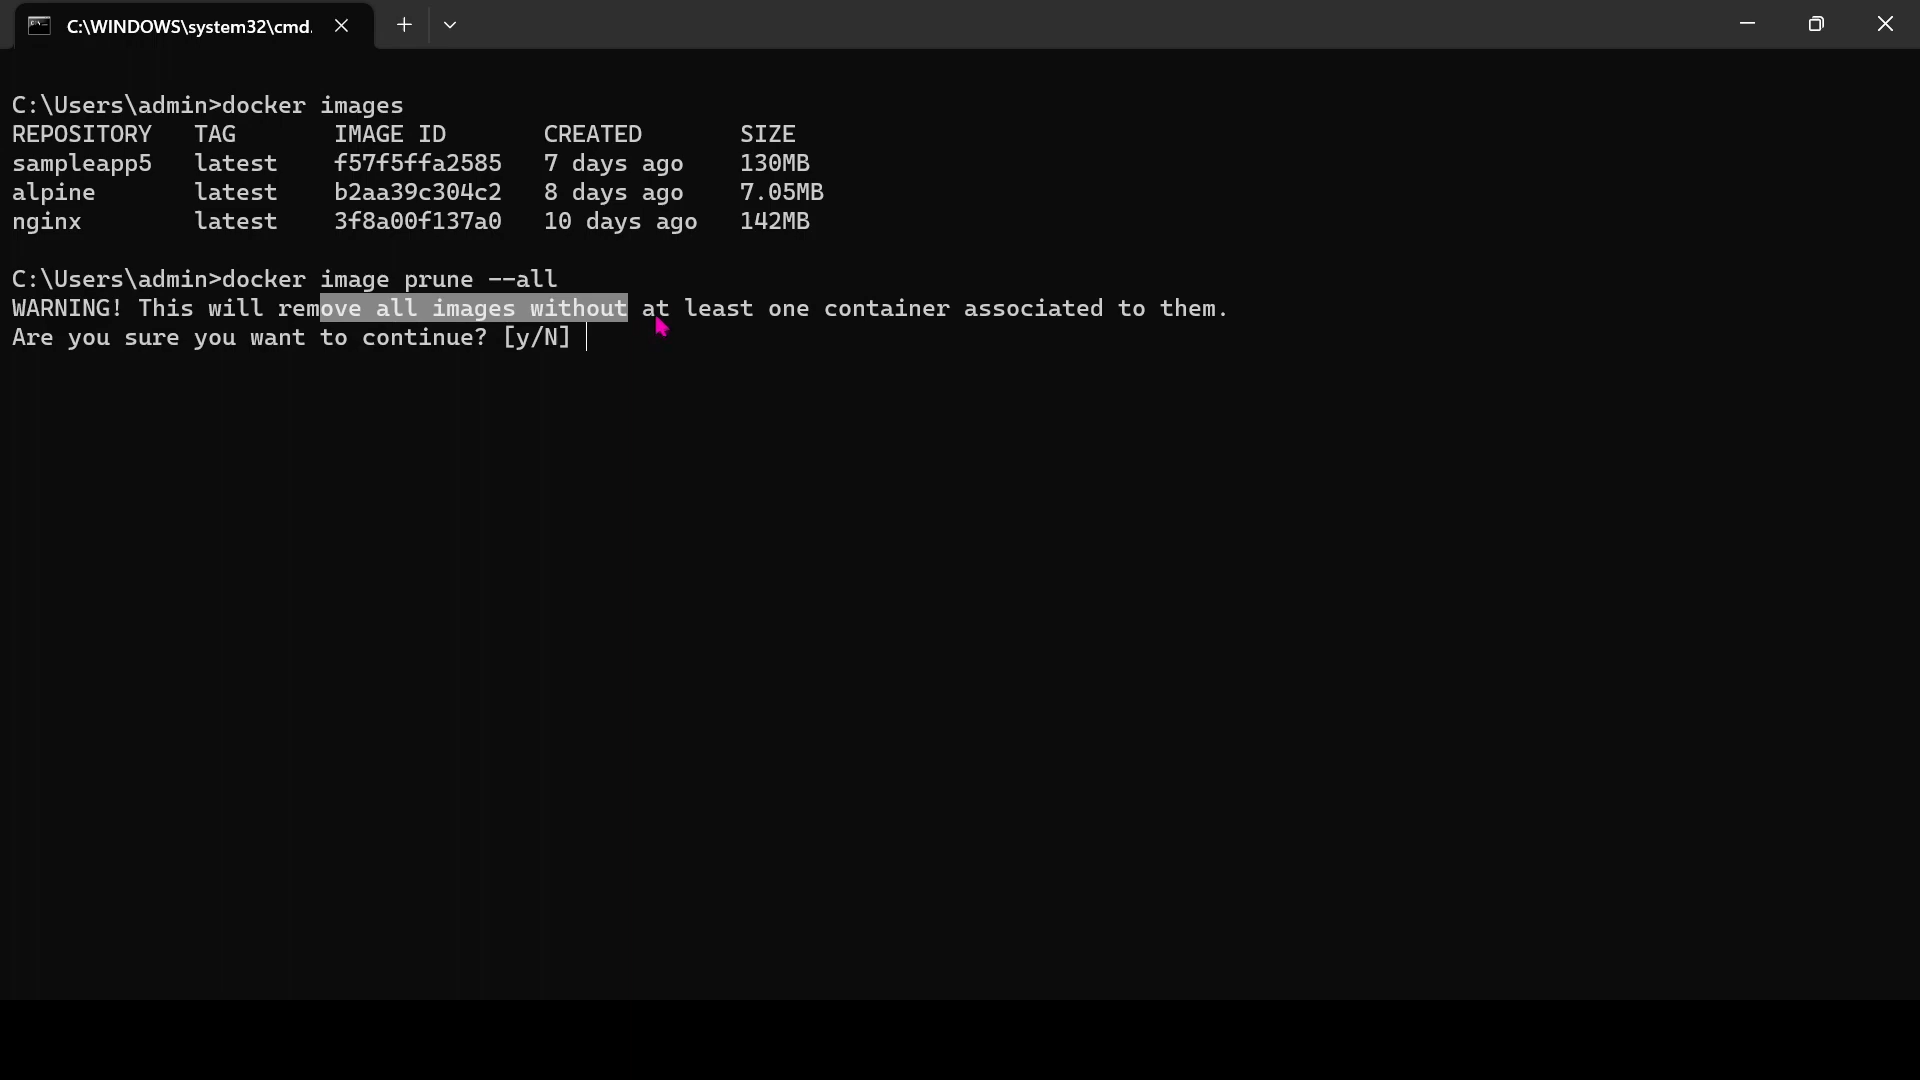 C:\WINDOWS\system32\cmd.
C:\Users\admin>docker images
REPOSITORY   TAG       IMAGE ID       CREATED       SIZE
sampleapp5   latest    f57f5ffa2585   7 days ago    130MB
alpine       latest    b2aa39c304c2   8 days ago    7.05MB
nginx        latest    3f8a00f137a0   10 days ago   142MB
C:\Users\admin>docker image prune --all
WARNING! This will remove all images without at least one container associated to them.
Are you sure you want to continue? [y/N]